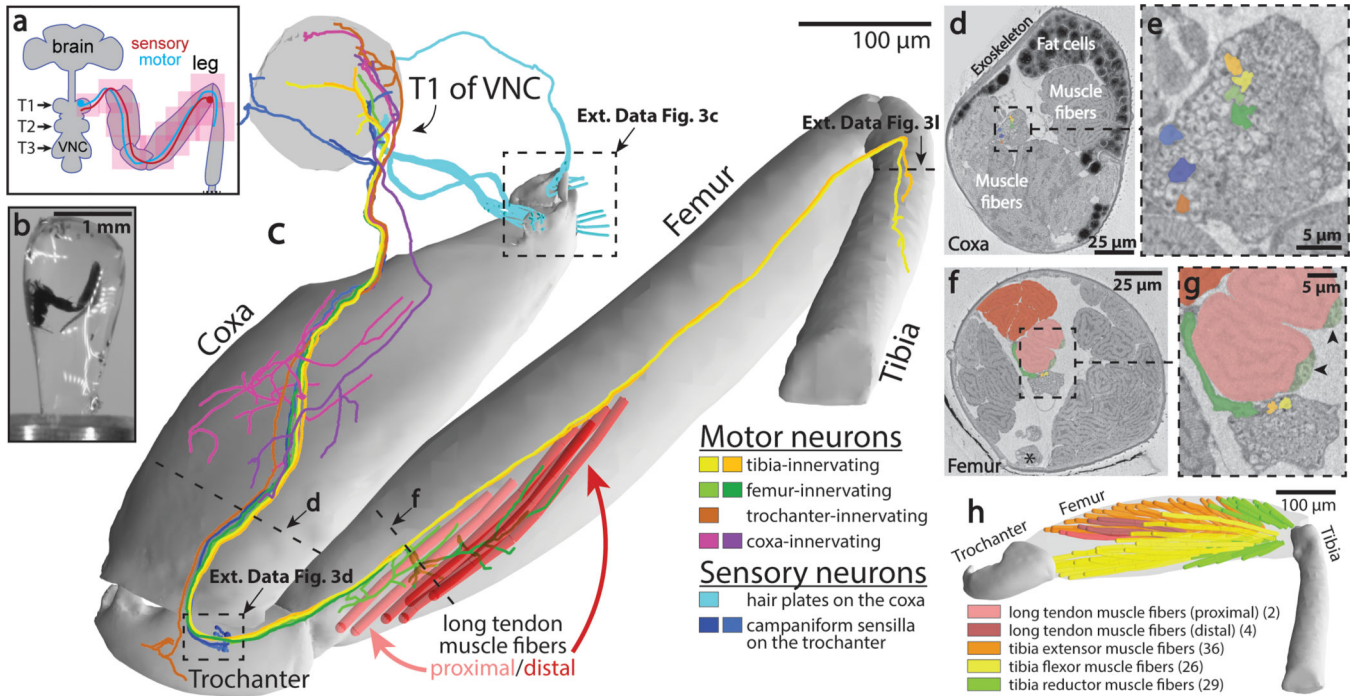 a
brain
sensory
motor
leg
T1
T2
T3
VNC
b
1 mm
c
T1 of VNC
Ext. Data Fig. 3c
100 µm
Ext. Data Fig. 3l
Coxa
Femur
Tibia
d
f
Ext. Data Fig. 3d
Trochanter
long tendon
muscle fibers
proximal/distal
Motor neurons
tibia-innervating
femur-innervating
trochanter-innervating
coxa-innervating
Sensory neurons
hair plates on the coxa
campaniform sensilla
on the trochanter
d
Exoskeleton
Fat cells
Muscle
fibers
Muscle
fibers
Coxa
25 µm
e
5 µm
f
25 µm
Femur
*
g
5 µm
h
100 µm
Trochanter
Femur
Tibia
long tendon muscle fibers (proximal) (2)
long tendon muscle fibers (distal) (4)
tibia extensor muscle fibers (36)
tibia flexor muscle fibers (26)
tibia reductor muscle fibers (29)